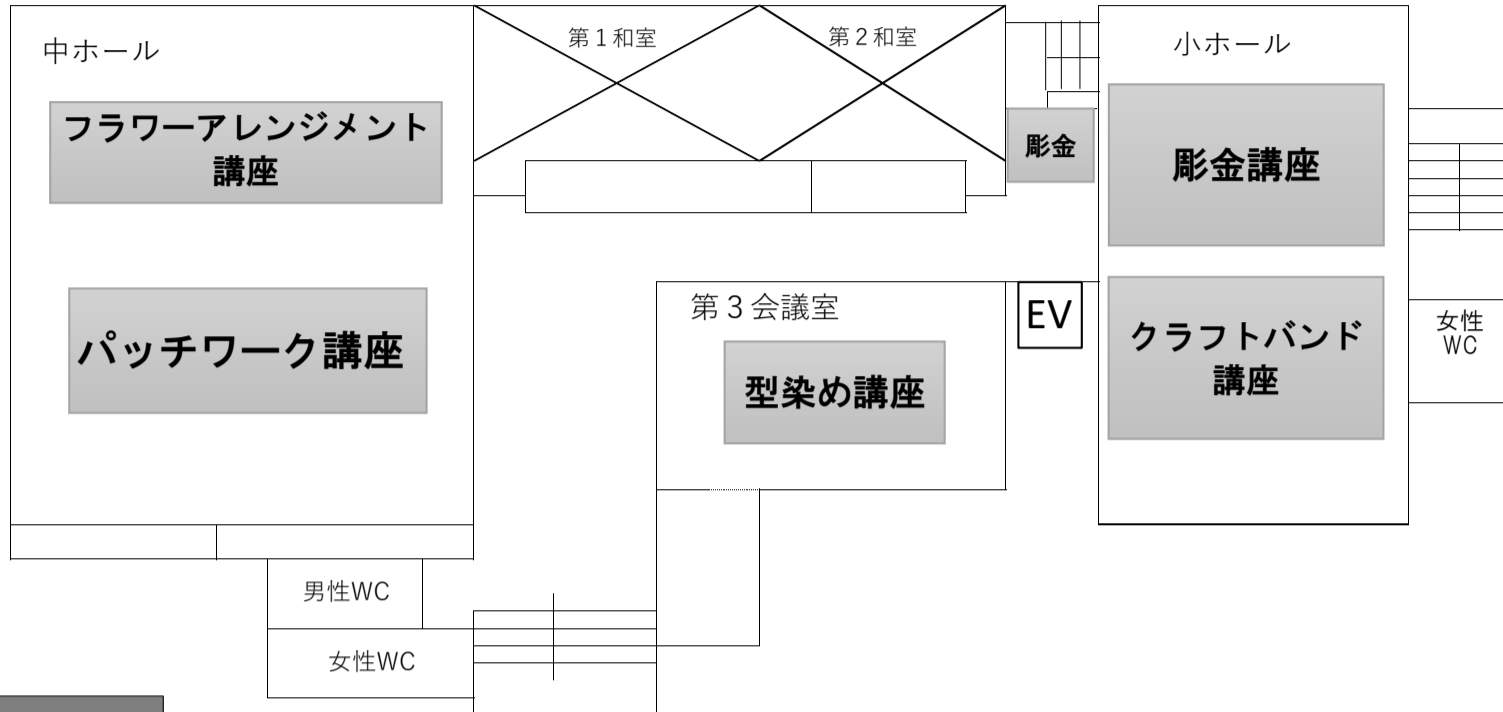 中ホール
フラワーアレンジメント
講座
パッチワーク講座
第1和室
第2和室
彫金
小ホール
彫金講座
第3会議室
型染め講座
EV
クラフトバンド
講座
女性
WC
男性WC
女性WC